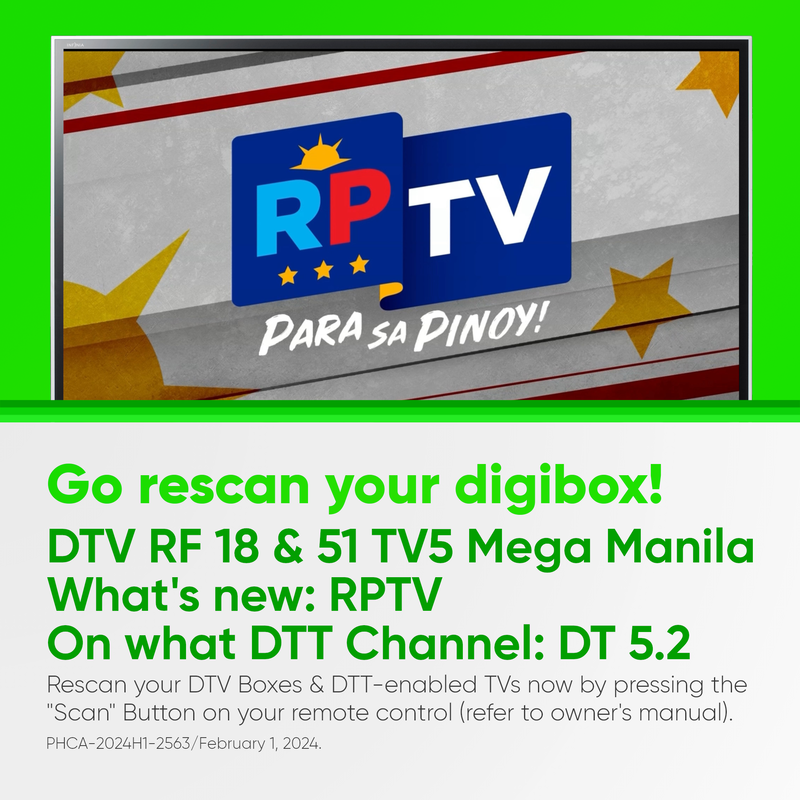 RPTV
PARA SA PINOY!
Go rescan your digibox!
DTV RF 18 & 51 TV5 Mega Manila
What's new: RPTV
On what DTT Channel: DT 5.2
Rescan your DTV Boxes & DTT-enabled TVs now by pressing the
"Scan" Button on your remote control (refer to owner's manual).
PHCA-2024H1-2563/February 1, 2024.